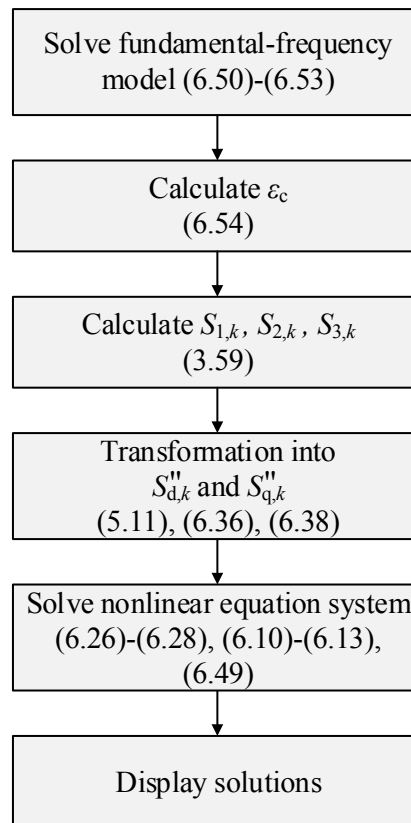 Solve fundamental-frequency
model (6.50)-(6.53)
Calculate εc
(6.54)
Calculate S1,k, S2,k, S3,k
(3.59)
Transformation into
S''d,k and S''q,k
(5.11), (6.36), (6.38)
Solve nonlinear equation system
(6.26)-(6.28), (6.10)-(6.13),
(6.49)
Display solutions